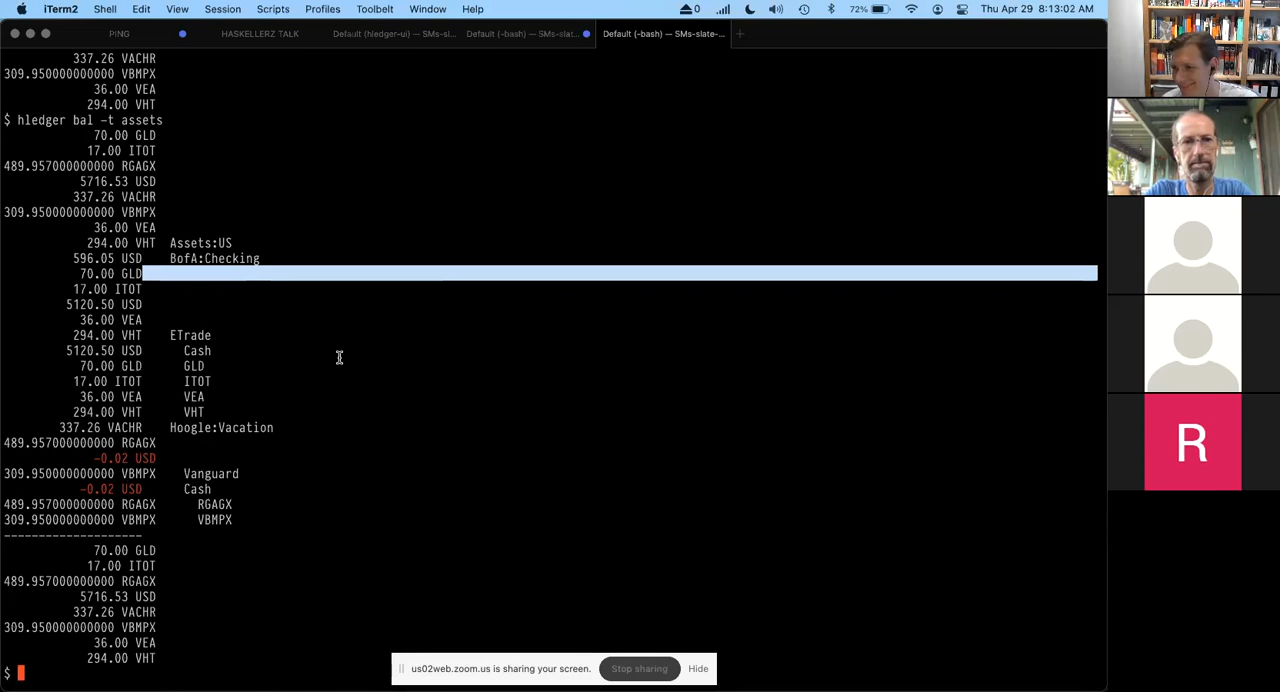 iTerm2 Shell Edit View Session Scripts Profiles Toolbelt Window Help 0 72% Thu Apr 29 8:13:02 AM
PING HASKELLERZ TALK Default (hledger-ui) — SMs-sl... Default (-bash) — SMs-slat... Default (-bash) — SMs-slate-...
337.26 VACHR
309.950000000000 VBMPX
36.00 VEA
294.00 VHT
$ hledger bal -t assets
70.00 GLD
17.00 ITOT
489.957000000000 RGAGX
5716.53 USD
337.26 VACHR
309.950000000000 VBMPX
36.00 VEA
294.00 VHT Assets:US
596.05 USD BofA:Checking
70.00 GLD
17.00 ITOT
5120.50 USD
36.00 VEA
294.00 VHT ETrade
5120.50 USD Cash
70.00 GLD GLD
17.00 ITOT ITOT
36.00 VEA VEA
294.00 VHT VHT
337.26 VACHR Hoogle:Vacation
489.957000000000 RGAGX
-0.02 USD
309.950000000000 VBMPX Vanguard
-0.02 USD Cash
489.957000000000 RGAGX RGAGX
309.950000000000 VBMPX VBMPX
--------------------
70.00 GLD
17.00 ITOT
489.957000000000 RGAGX
5716.53 USD
337.26 VACHR
309.950000000000 VBMPX
36.00 VEA
294.00 VHT
$
us02web.zoom.us is sharing your screen. Stop sharing Hide
R